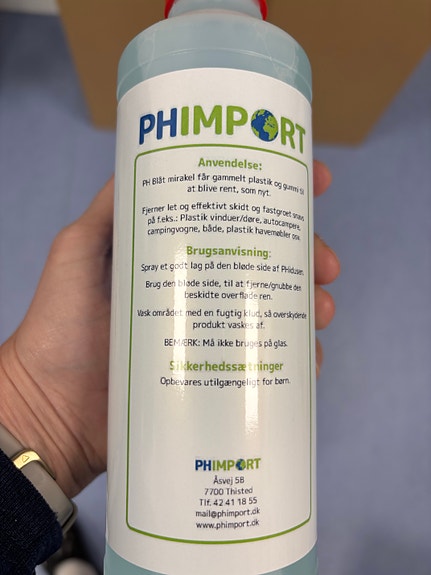 PHIMPORT
Anvendelse:
PH Blåt mirakel får gammelt plastik og gummi til
at blive rent, som nyt.
Fjerner let og effektivt skidt og fastgroet snavs
på f.eks.: Plastik vinduer/døre, autocampere,
campingvogne, både, plastik havemøbler osv.
Brugsanvisning:
Spray et godt lag på den bløde side af PHidusen.
Brug den bløde side, til at fjerne/gnubbe den
beskidte overflade ren.
Vask området med en fugtig klud, så overskydende
produkt vaskes af.
BEMÆRK: Må ikke bruges på glas.
Sikkerhedssætninger
Opbevares utilgængeligt for børn.
PHIMPORT
Åsvej 5B
7700 Thisted
Tlf. 42 41 18 55
mail@phimport.dk
www.phimport.dk